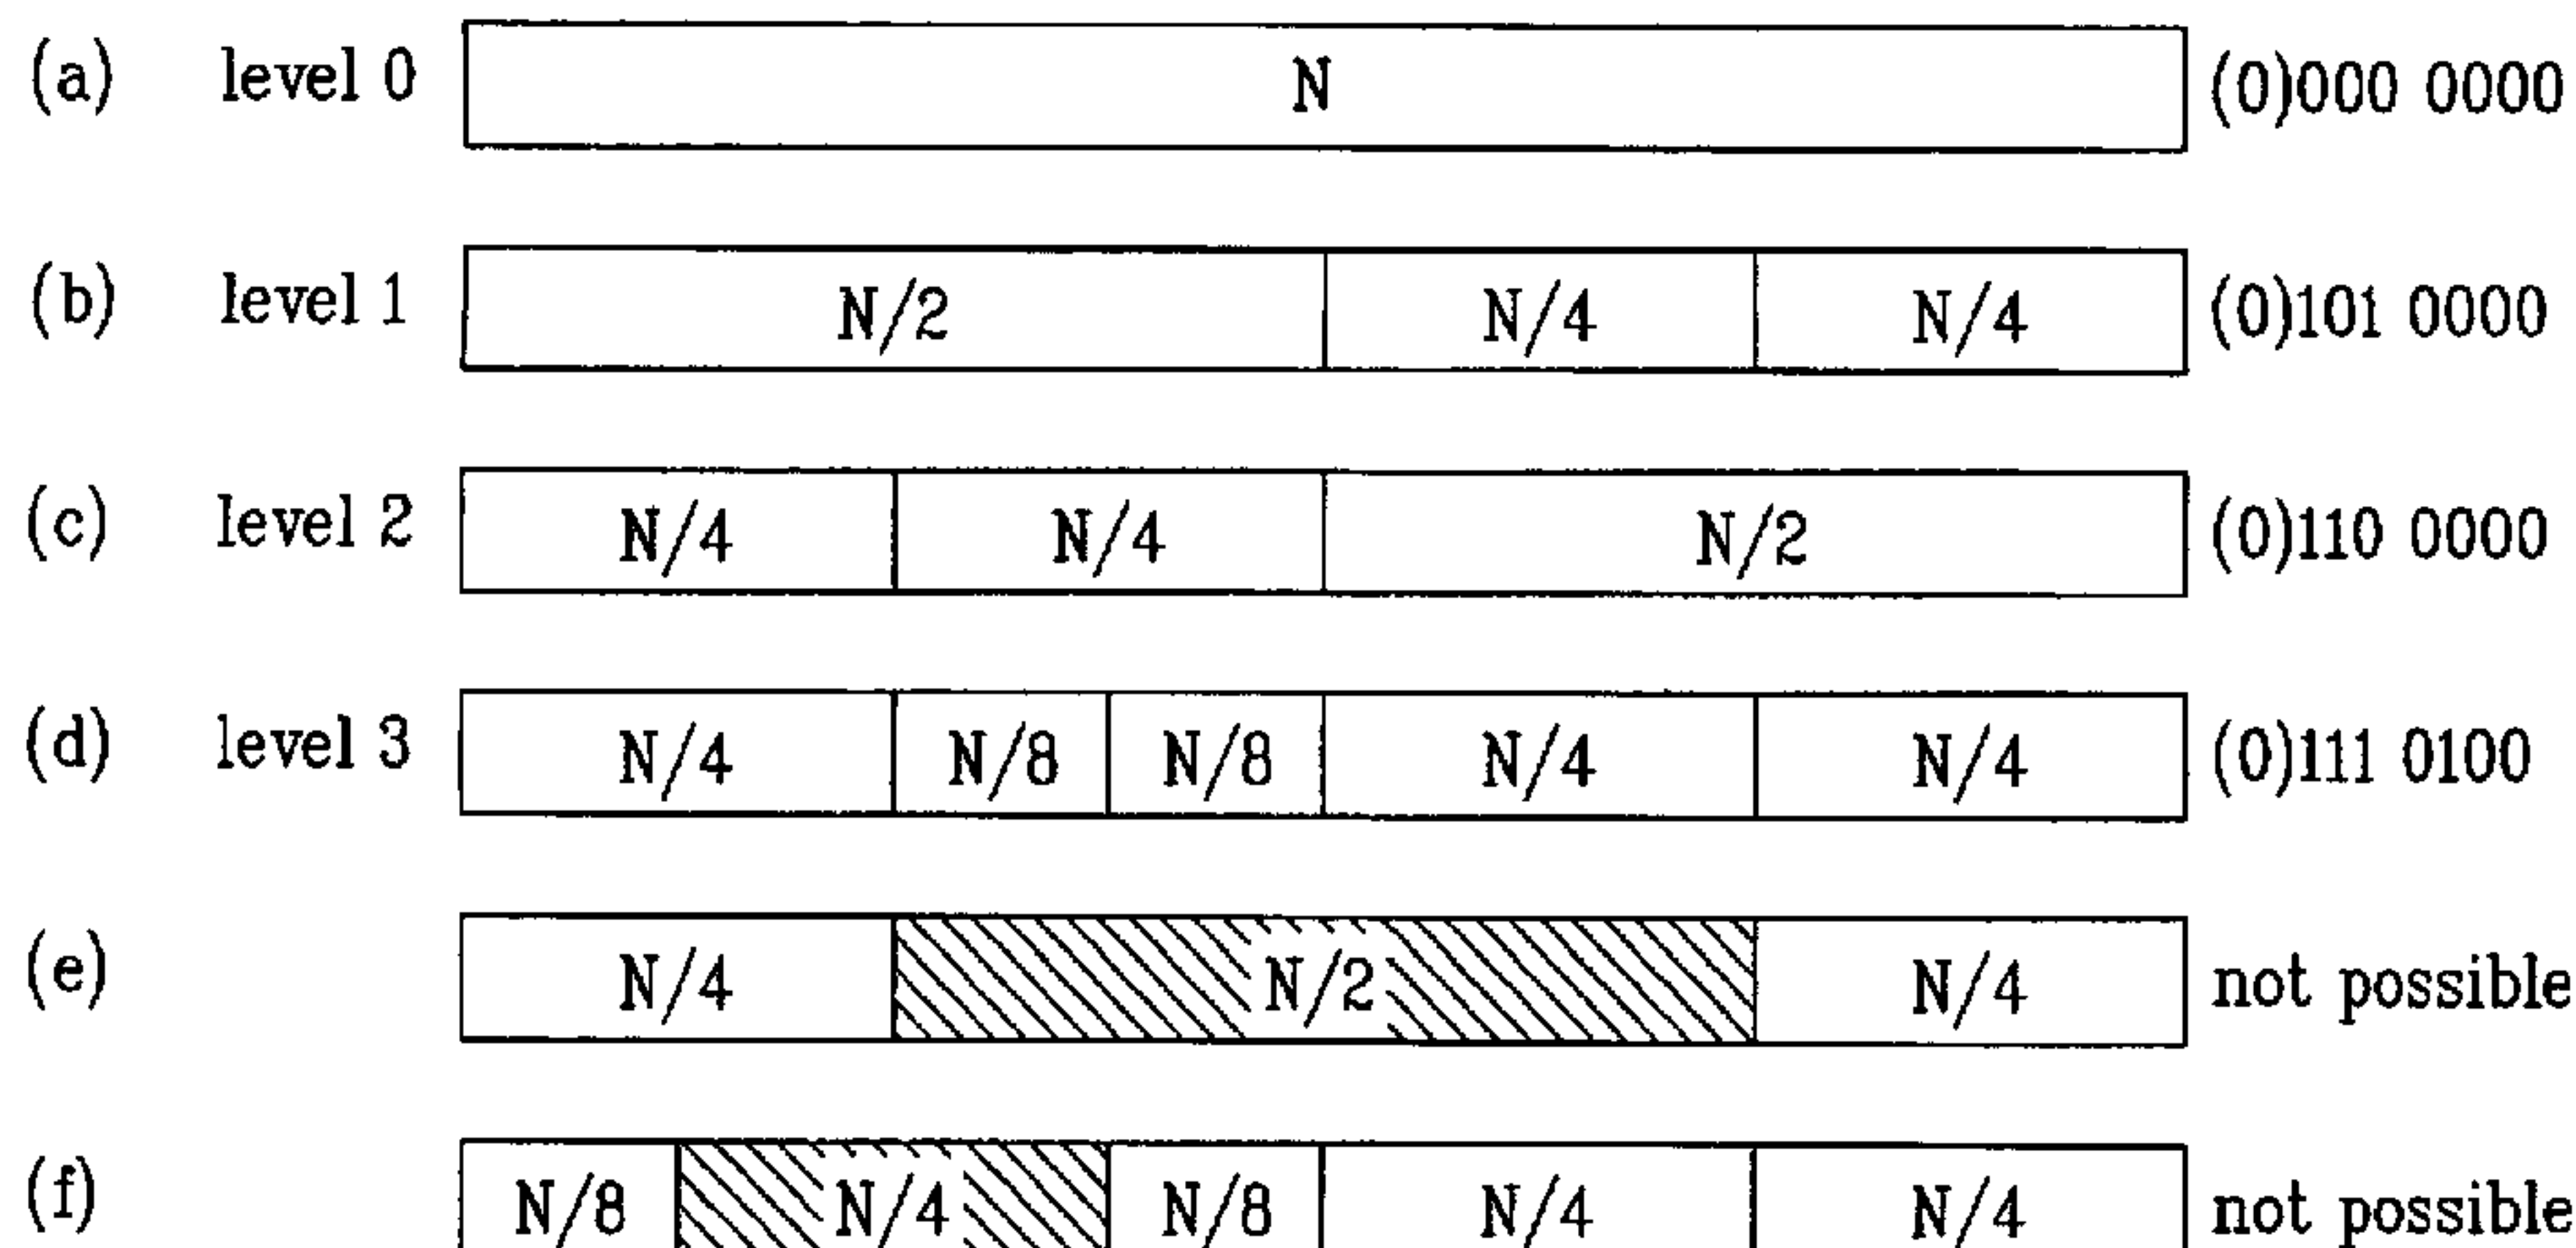 (a) level 0 N (0)000 0000
(b) level 1 N/2 N/4 N/4 (0)101 0000
(c) level 2 N/4 N/4 N/2 (0)110 0000
(d) level 3 N/4 N/8 N/8 N/4 N/4 (0)111 0100
(e) N/4 N/2 N/4 not possible
(f) N/8 N/4 N/8 N/4 N/4 not possible